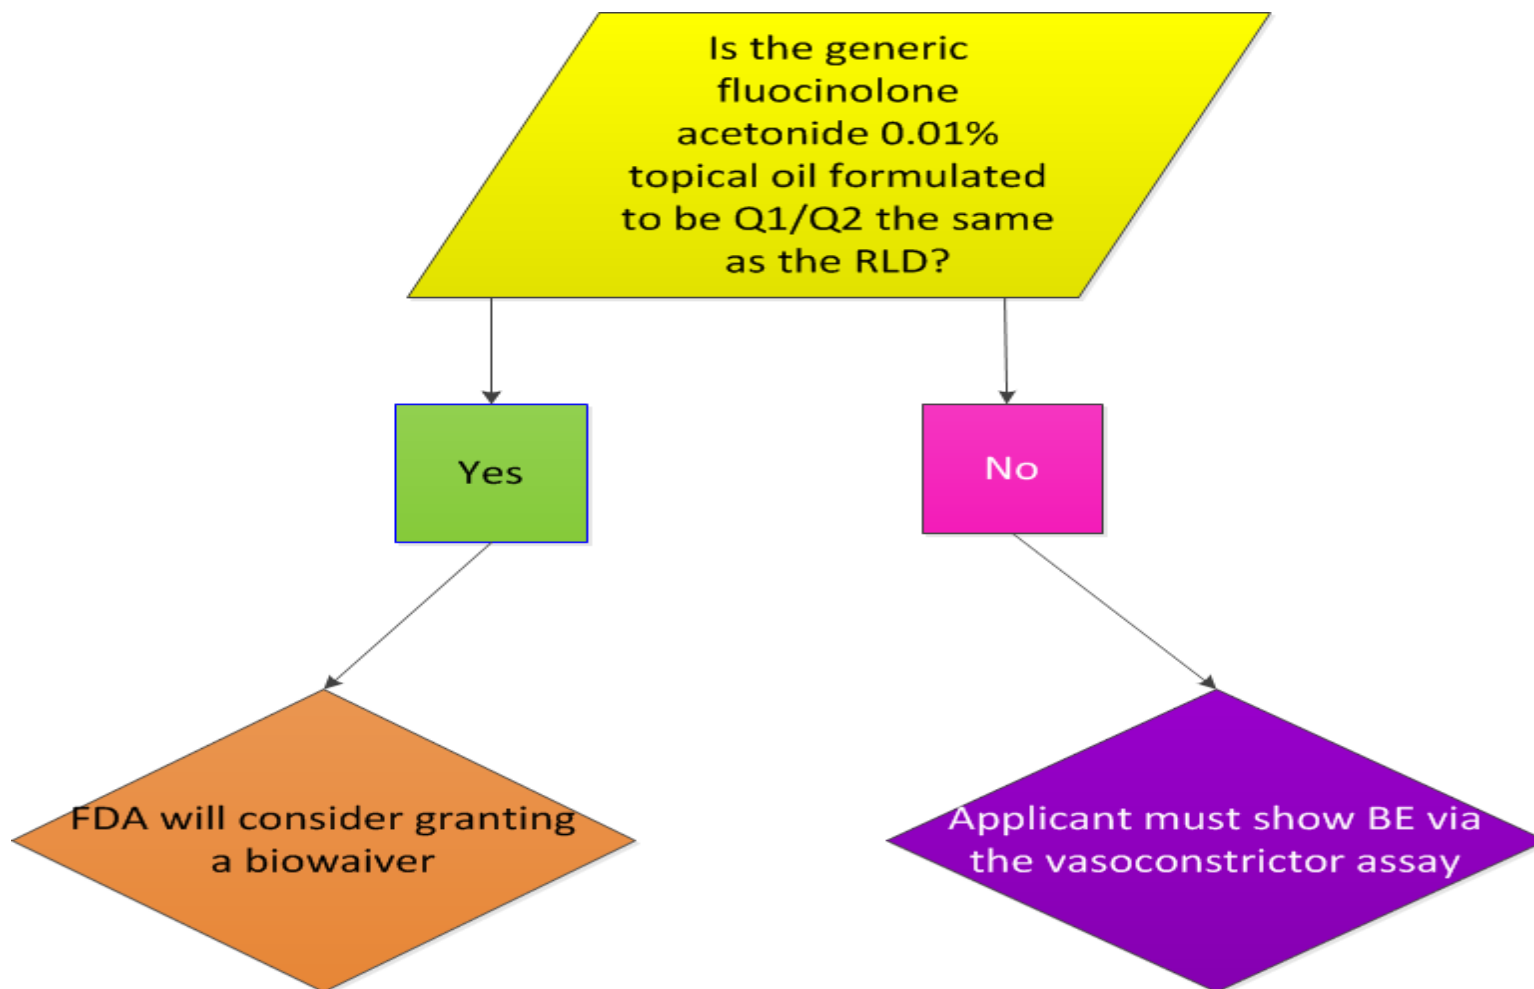 Is the generic
fluocinolone
acetonide 0.01%
topical oil formulated
to be Q1/Q2 the same
as the RLD?
Yes
No
FDA will consider granting
a biowaiver
Applicant must show BE via
the vasoconstrictor assay